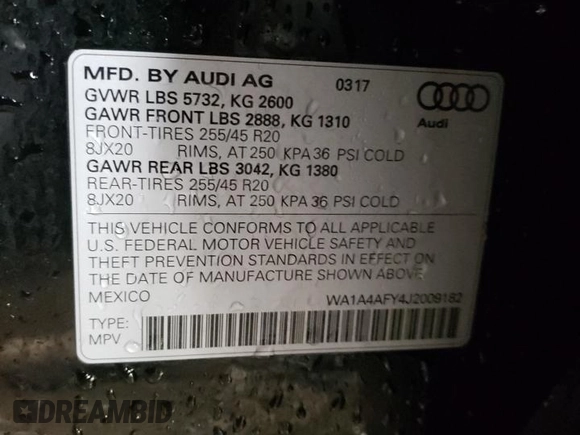 MFD. BY AUDI AG 0317
GVWR LBS 5732, KG 2600
GAWR FRONT LBS 2888, KG 1310
FRONT-TIRES 255/45 R20
8JX20 RIMS, AT 250 KPA 36 PSI COLD
GAWR REAR LBS 3042, KG 1380
REAR-TIRES 255/45 R20
8JX20 RIMS, AT 250 KPA 36 PSI COLD
Audi
THIS VEHICLE CONFORMS TO ALL APPLICABLE
U.S. FEDERAL MOTOR VEHICLE SAFETY AND
THEFT PREVENTION STANDARDS IN EFFECT ON
THE DATE OF MANUFACTURE SHOWN ABOVE
MEXICO WA1A4AFY4J2009182
TYPE:
MPV
DREAMBID